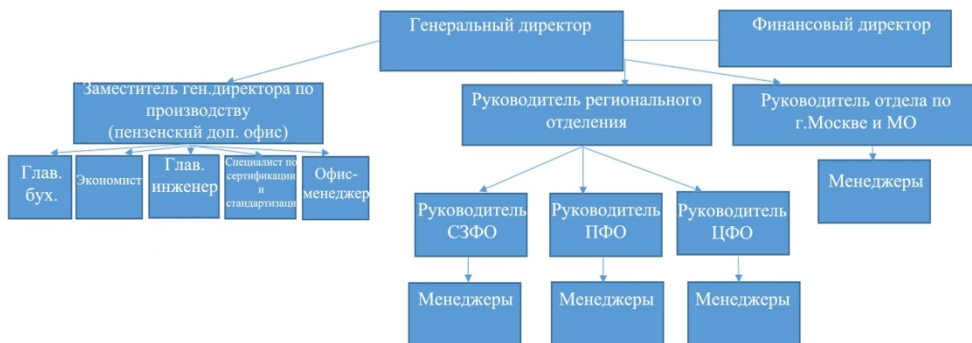 Генеральный директор
Финансовый директор
Заместитель ген.директора по
производству
(пензенский доп. офис)
Руководитель регионального
отделения
Руководитель отдела по
г.Москве и МО
Глав.
бух.
Экономист
Глав.
инженер
Специалист по
сертификации
и
стандартизаци
Офис-
менеджер
Менеджеры
Руководитель
СЗФО
Руководитель
ПФО
Руководитель
ЦФО
Менеджеры
Менеджеры
Менеджеры